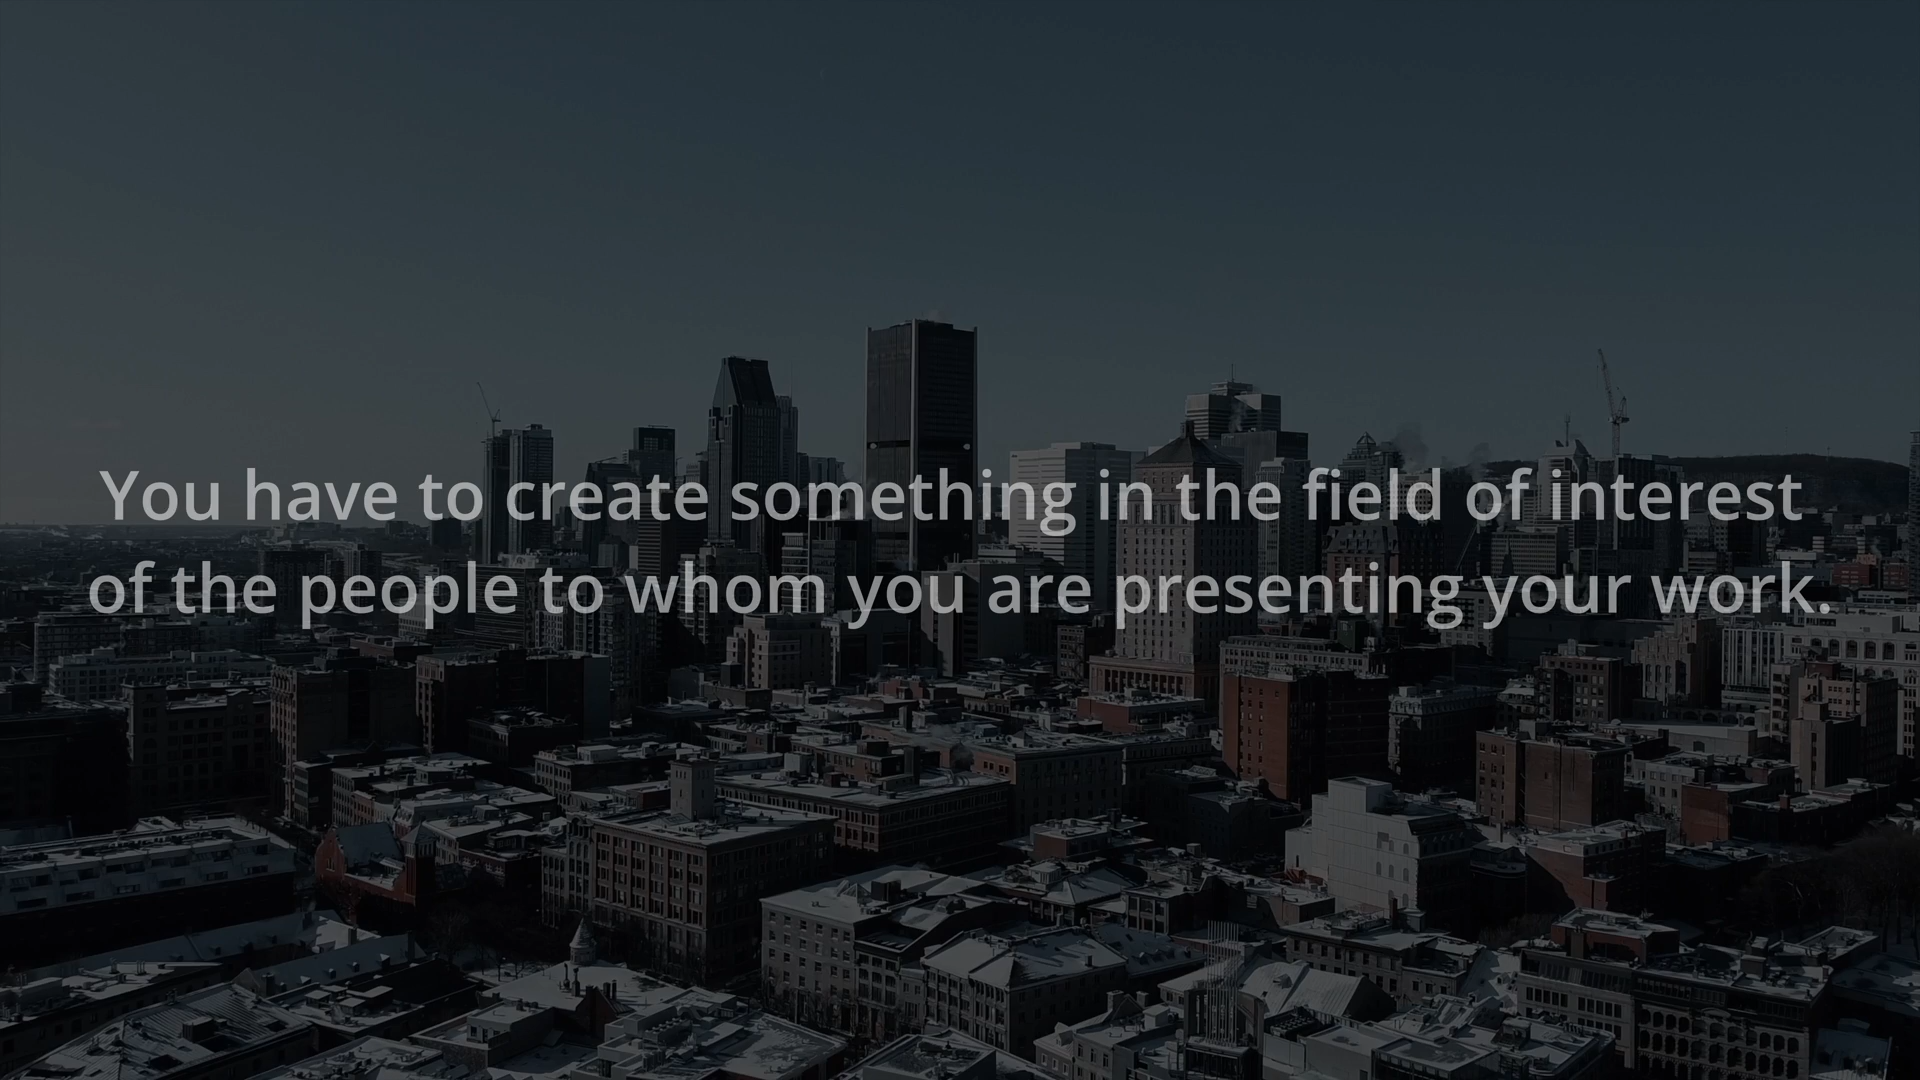 You have to create something in the field of interest
of the people to whom you are presenting your work.